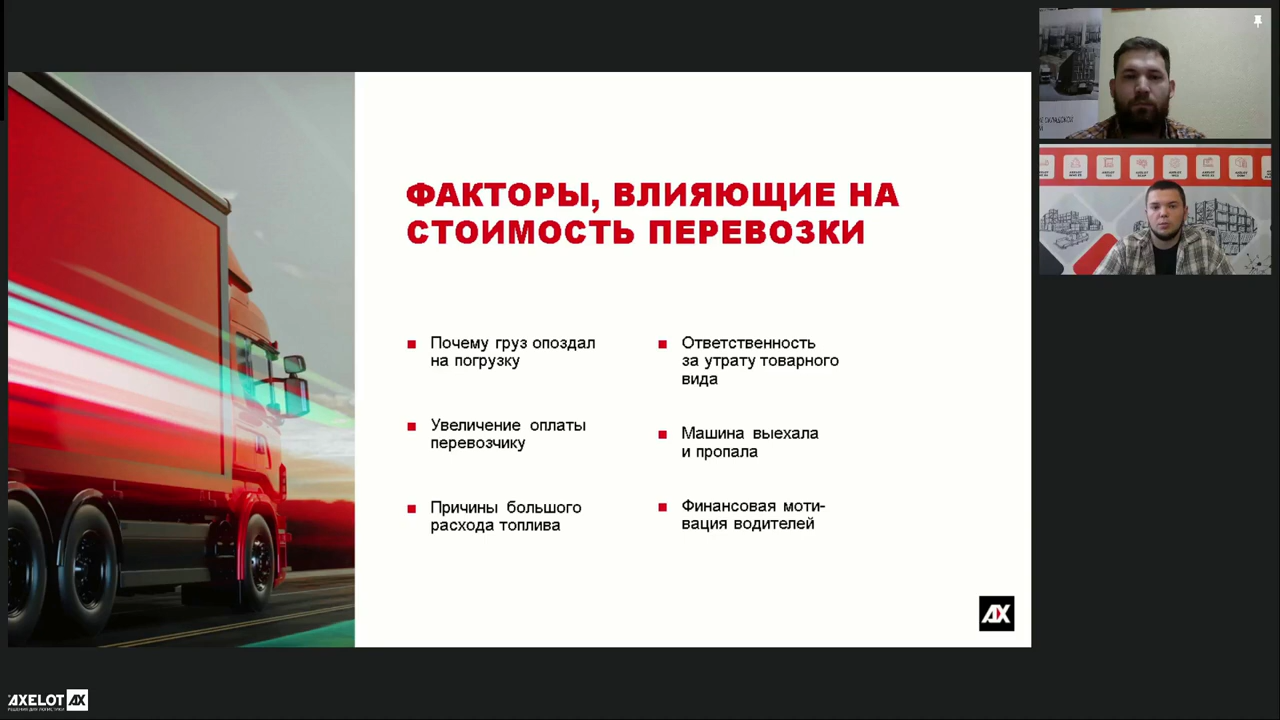 ФАКТОРЫ, ВЛИЯЮЩИЕ НА
СТОИМОСТЬ ПЕРЕВОЗКИ
Почему груз опоздал
на погрузку
Увеличение оплаты
перевозчику
Причины большого
расхода топлива
Ответственность
за утрату товарного
вида
Машина выехала
и пропала
Финансовая моти-
вация водителей
AX
AXELOT AX